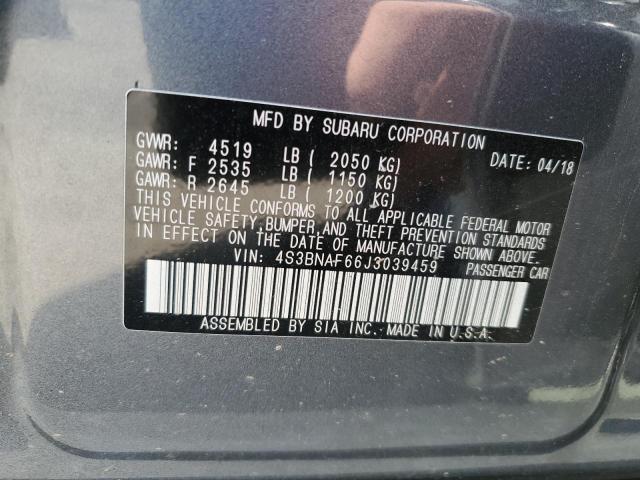 MFD BY SUBARU CORPORATION
GVWR: 4519 LB ( 2050 KG) DATE: 04/18
GAWR: F 2535 LB ( 1150 KG)
GAWR: R 2645 LB ( 1200 KG)
THIS VEHICLE CONFORMS TO ALL APPLICABLE FEDERAL MOTOR
VEHICLE SAFETY,BUMPER,AND THEFT PREVENTION STANDARDS
IN EFFECT ON THE DATE OF MANUFACTURE SHOWN ABOVE.
VIN: 4S3BNAF66J3039459 PASSENGER CAR
ASSEMBLED BY SIA INC.·MADE IN U.S.A.